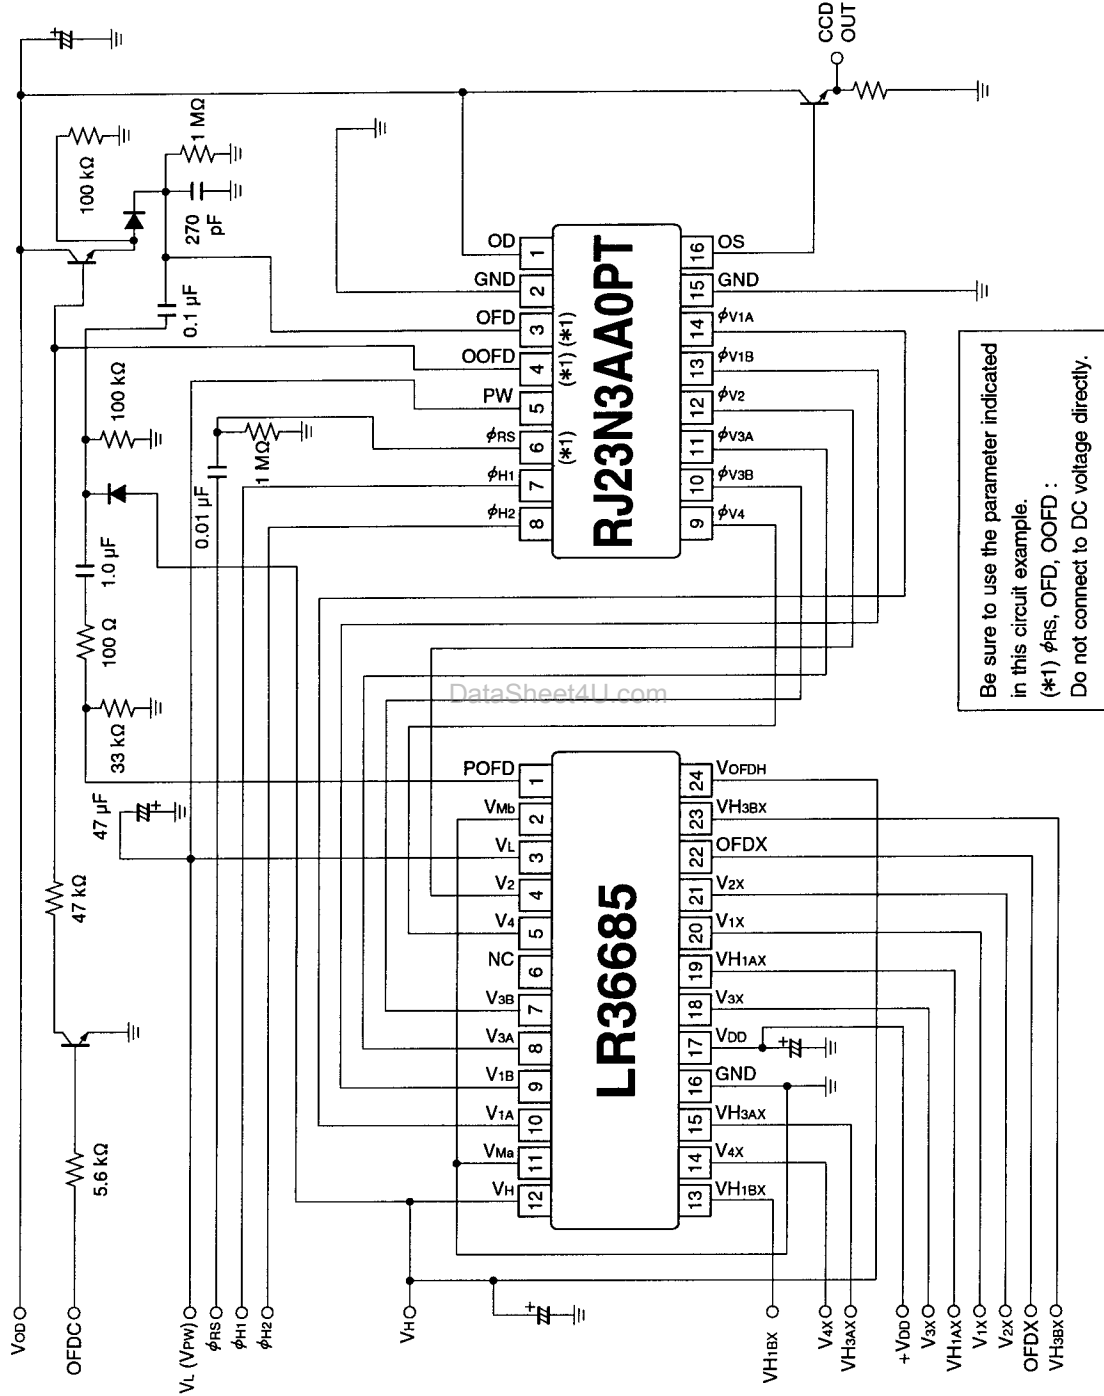 VOD
OFDC
VL (VPW)
φRS
φH1
φH2
VH
VH1BX
V4X
VH3AX
+VDD
V3X
VH1AX
V1X
V2X
OFDX
VH3BX
5.6 kΩ
47 kΩ
47 µF
+
33 kΩ
100 Ω
1.0 µF
100 kΩ
0.01 µF
1 MΩ
0.1 µF
270
pF
1 MΩ
100 kΩ
+
CCD
OUT
+
+
LR36685
POFD
1
VMb
2
VL
3
V2
4
V4
5
NC
6
V3B
7
V3A
8
V1B
9
V1A
10
VMa
11
VH
12
13
VH1BX
14
V4X
15
VH3AX
16
GND
17
VDD
18
V3X
19
VH1AX
20
V1X
21
V2X
22
OFDX
23
VH3BX
24
VOFDH
RJ23N3AA0PT
OD
1
GND
2
OFD
3
(*1)
OOFD
4
(*1)
PW
5
φRS
6
(*1)
φH1
7
φH2
8
9
φV4
10
φV3B
11
φV3A
12
φV2
13
φV1B
14
φV1A
15
GND
16
OS
DataSheet4U.com
Be sure to use the parameter indicated
in this circuit example.
(*1) φRS, OFD, OOFD :
Do not connect to DC voltage directly.